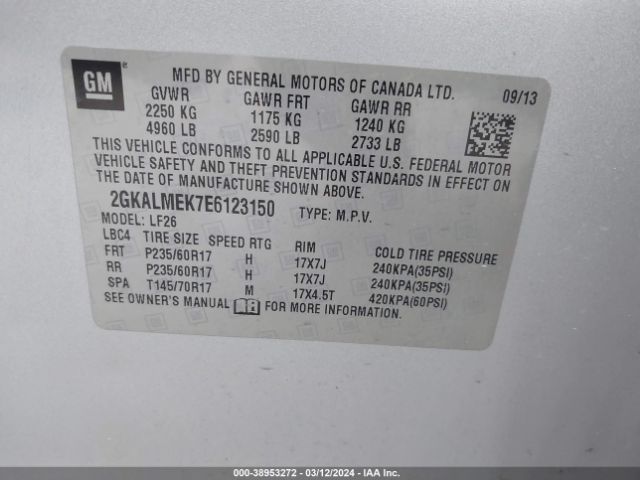 GM
MFD BY GENERAL MOTORS OF CANADA LTD. 09/13
GVWR GAWR FRT GAWR RR
2250 KG 1175 KG 1240 KG
4960 LB 2590 LB 2733 LB
THIS VEHICLE CONFORMS TO ALL APPLICABLE U.S. FEDERAL MOTOR
VEHICLE SAFETY AND THEFT PREVENTION STANDARDS IN EFFECT ON
THE DATE OF MANUFACTURE SHOWN ABOVE.
2GKALMEK7E6123150 TYPE: M.P.V.
MODEL: LF26
LBC4 TIRE SIZE SPEED RTG RIM COLD TIRE PRESSURE
FRT P235/60R17 H 17X7J 240KPA(35PSI)
RR P235/60R17 H 17X7J 240KPA(35PSI)
SPA T145/70R17 M 17X4.5T 420KPA(60PSI)
SEE OWNER'S MANUAL FOR MORE INFORMATION.
000-38953272 - 03/12/2024 - IAA Inc.